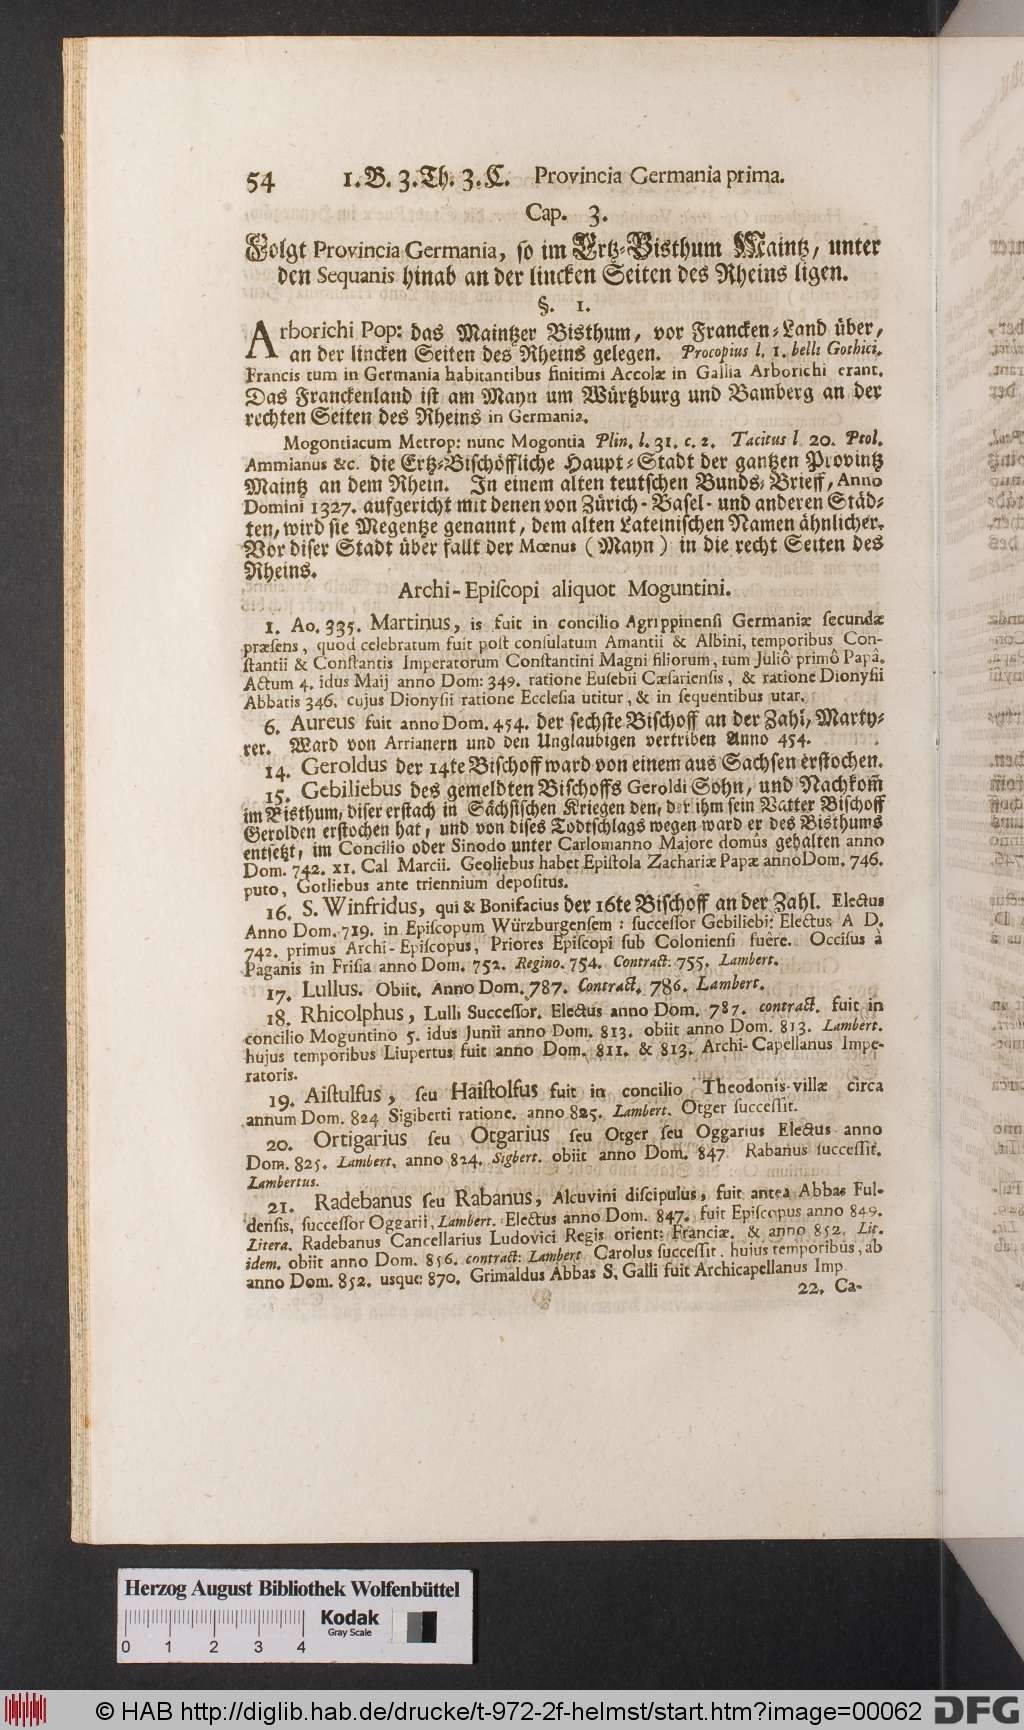 54 1. B. 3. Th. 3. C. Provincia Germania prima.
Cap. 3.
Folgt Provincia Germania, so im Ertz-Bisthum Maintz, unter
den Sequanis hinab an der lincken Seiten des Rheins ligen.
§. 1.
Arborichi Pop: das Maintzer Bisthum, vor Francken-Land über,
an der lincken Seiten des Rheins gelegen. Procopius l. 1. belli Gothici.
Francis tum in Germania habitantibus finitimi Accolæ in Gallia Arborichi erant.
Das Franckenland ist am Mayn um Würtzburg und Bamberg an der
rechten Seiten des Rheins in Germania.
Mogontiacum Metrop: nunc Mogontia Plin. l. 31. c. 2. Tacitus l 20. Ptol.
Ammianus &c. die Ertz-Bischöffliche Haupt-Stadt der gantzen Provintz
Maintz an dem Rhein. In einem alten teutschen Bunds-Brieff, Anno
Domini 1327. aufgericht mit denen von Zürich- Basel- und anderen Städ-
ten, wird sie Megentze genannt, dem alten Lateinischen Namen ähnlicher.
Vor diser Stadt über fallt der Mœnus (Mayn) in die recht Seiten des
Rheins.
Archi-Episcopi aliquot Moguntini.
1. Ao. 335. Martinus, is fuit in concilio Agrippinensi Germaniæ secundæ
præsens, quod celebratum fuit post consulatum Amantii & Albini, temporibus Con-
stantii & Constantis Imperatorum Constantini Magni filiorum, tum Juliô primô Papâ.
Actum 4. idus Maij anno Dom: 349. ratione Eusebii Cæsariensis, & ratione Dionysii
Abbatis 346. cujus Dionysii ratione Ecclesia utitur, & in sequentibus utar.
6. Aureus fuit anno Dom. 454. der sechste Bischoff an der Zahl, Marty-
rer. Ward von Arrianern und den Unglaubigen vertriben Anno 454.
14. Geroldus der 14te Bischoff ward von einem aus Sachsen erstochen.
15. Gebiliebus des gemeldten Bischoffs Geroldi Sohn, und Nachkom̃
im Bisthum, diser erstach in Sächsischen Kriegen den, der ihm sein Vatter Bischoff
Gerolden erstochen hat, und von dises Todtschlags wegen ward er des Bisthums
entsetzt, im Concilio oder Sinodo unter Carlomanno Majore domûs gehalten anno
Dom. 742. XI. Cal Marcii. Geoliebus habet Epistola Zachariæ Papæ anno Dom. 746.
puto, Gotliebus ante triennium depositus.
16. S. Winfridus, qui & Bonifacius der 16te Bischoff an der Zahl. Electus
Anno Dom. 719. in Episcopum Würzburgensem: successor Gebiliebi: Electus A D.
742. primus Archi-Episcopus, Priores Episcopi sub Coloniensi fuêre. Occisus à
Paganis in Frisia anno Dom. 752. Regino. 754. Contract: 755. Lambert.
17. Lullus. Obiit. Anno Dom. 787. Contract. 786. Lambert.
18. Rhicolphus, Lulli Successor. Electus anno Dom. 787. contract. fuit in
concilio Moguntino 5. idus Junii anno Dom. 813. obiit anno Dom. 813. Lambert.
hujus temporibus Liupertus fuit anno Dom. 811. & 813. Archi-Capellanus Impe-
ratoris.
19. Aistulfus, seu Haistolfus fuit in concilio Theodonis-villæ circa
annum Dom. 824 Sigiberti ratione. anno 825. Lambert. Otger successit.
20. Ortigarius seu Otgarius seu Otger seu Oggarius Electus anno
Dom. 825. Lambert. anno 824. Sigbert. obiit anno Dom. 847 Rabanus successit.
Lambertus.
21. Radebanus seu Rabanus, Alcuvini discipulus, fuit antea Abbas Ful-
densis, successor Oggarii, Lambert. Electus anno Dom. 847. fuit Episcopus anno 849.
Litera. Radebanus Cancellarius Ludovici Regis orient: Franciæ. & anno 852. Lit.
idem. obiit anno Dom. 856. contract: Lambert. Carolus successit. hujus temporibus, ab
anno Dom. 852. usque 870. Grimaldus Abbas S. Galli fuit Archicapellanus Imp
22. Ca-
Herzog August Bibliothek Wolfenbüttel
Kodak
Gray Scale
0 1 2 3 4
© HAB http://diglib.hab.de/drucke/t-972-2f-helmst/start.htm?image=00062 DFG